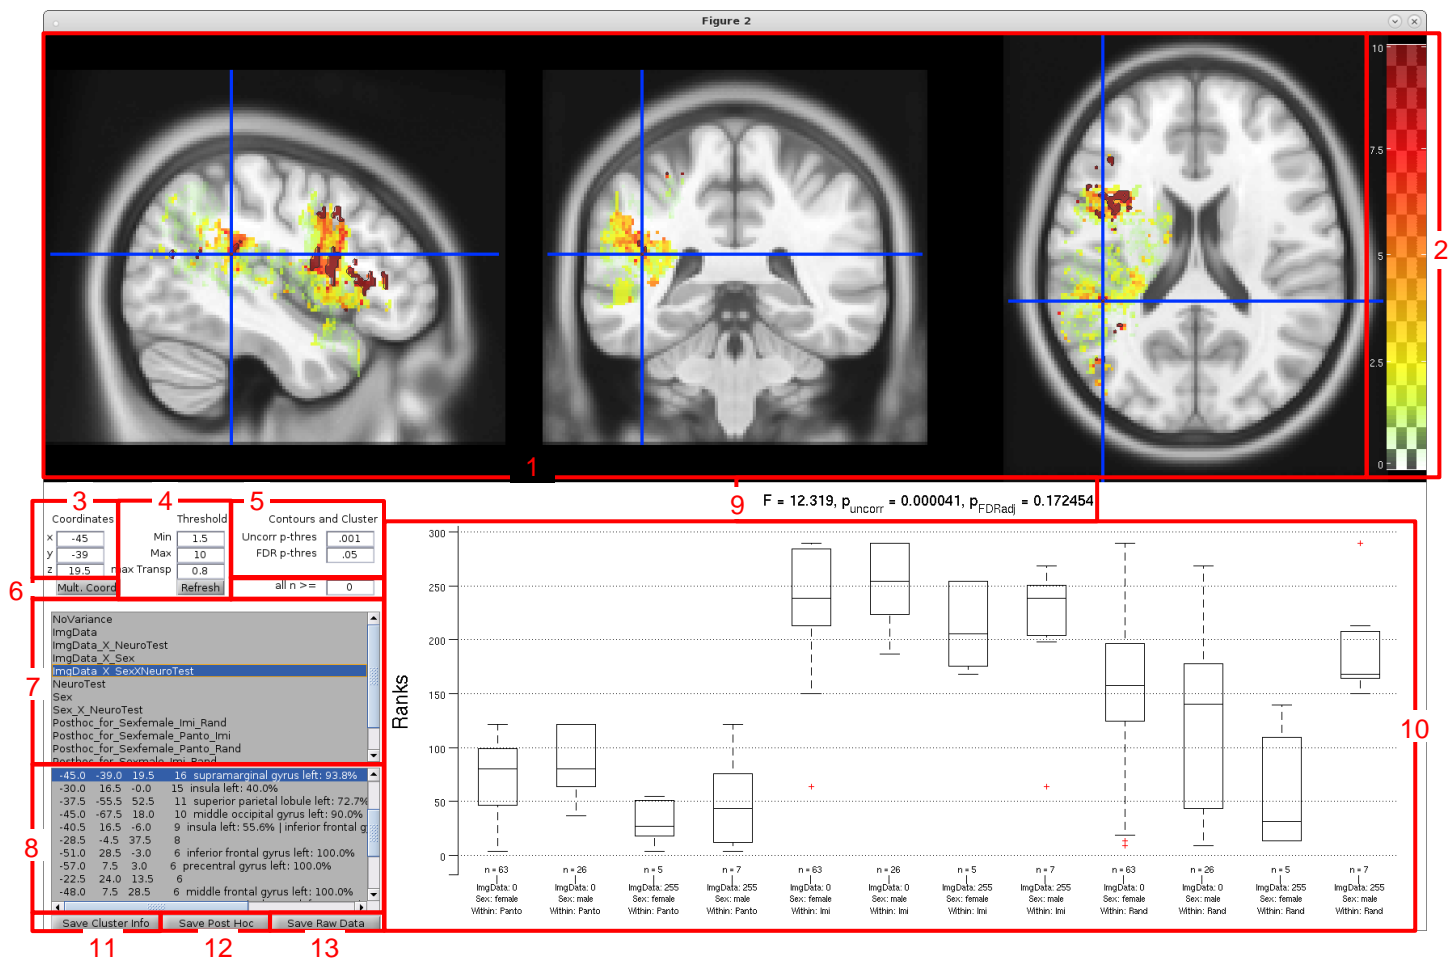 Figure 2
10
7.5
5
2.5
0
1
2
3
4
5
9
F = 12.319, p_uncorr = 0.000041, p_FDRadj = 0.172454
Coordinates
x -45
y -39
z 19.5
Mult. Coord
Threshold
Min 1.5
Max 10
max Transp 0.8
Refresh
Contours and Cluster
Uncorr p-thres .001
FDR p-thres .05
all n >= 0
6
7
NoVariance
ImgData
ImgData_X_NeuroTest
ImgData_X_Sex
ImgData_X_SexXNeuroTest
NeuroTest
Sex
Sex_X_NeuroTest
Posthoc_for_Sexfemale_Imi_Rand
Posthoc_for_Sexfemale_Panto_Imi
Posthoc_for_Sexfemale_Panto_Rand
Posthoc_for_Sexmale_Imi_Rand
8
-45.0 -39.0 19.5 16 supramarginal gyrus left: 93.8%
-30.0 16.5 -0.0 15 insula left: 40.0%
-37.5 -55.5 52.5 11 superior parietal lobule left: 72.7%
-45.0 -67.5 18.0 10 middle occipital gyrus left: 90.0%
-40.5 16.5 -6.0 9 insula left: 55.6% | inferior frontal g
-28.5 -4.5 37.5 8
-51.0 28.5 -3.0 6 inferior frontal gyrus left: 100.0%
-57.0 7.5 3.0 6 precentral gyrus left: 100.0%
-22.5 24.0 13.5 6
-48.0 7.5 28.5 6 middle frontal gyrus left: 100.0%
Save Cluster Info
Save Post Hoc
Save Raw Data
11
12
13
10
Ranks
300
250
200
150
100
50
0
n = 63 n = 26 n = 5 n = 7 n = 63 n = 26 n = 5 n = 7 n = 63 n = 26 n = 5 n = 7
ImgData: 0 ImgData: 0 ImgData: 255 ImgData: 255 ImgData: 0 ImgData: 0 ImgData: 255 ImgData: 255 ImgData: 0 ImgData: 0 ImgData: 255 ImgData: 255
Sex: female Sex: male Sex: female Sex: male Sex: female Sex: male Sex: female Sex: male Sex: female Sex: male Sex: female Sex: male
Within: Panto Within: Panto Within: Panto Within: Panto Within: Imi Within: Imi Within: Imi Within: Imi Within: Rand Within: Rand Within: Rand Within: Rand